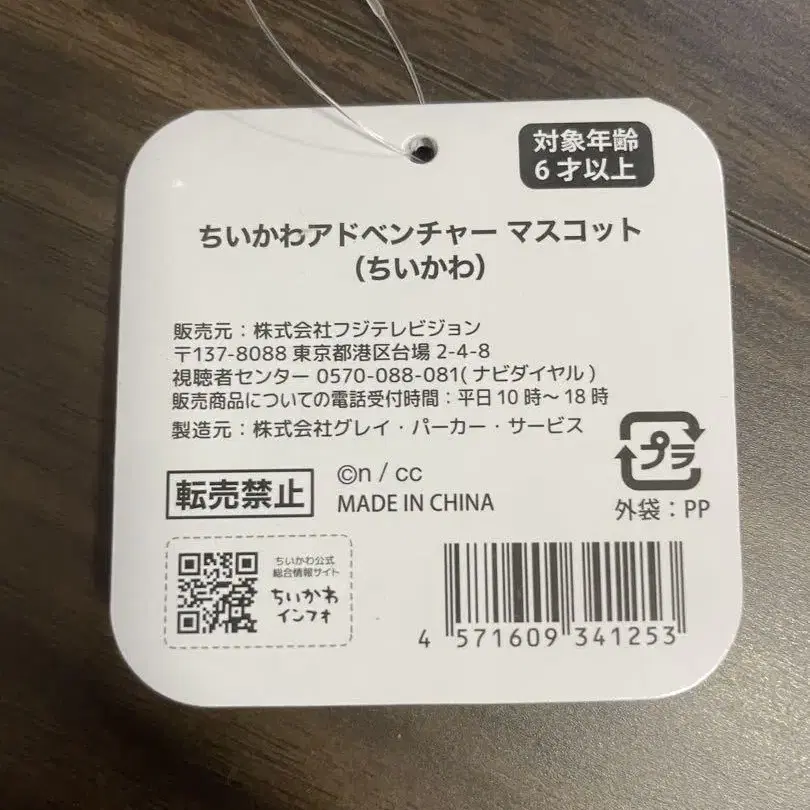 対象年齢
6才以上
ちいかわアドベンチャー マスコット
(ちいかわ)
販売元：株式会社フジテレビジョン
〒137-8088 東京都港区台場 2-4-8
視聴者センター 0570-088-081( ナビダイヤル )
販売商品についての電話受付時間：平日 10 時〜 18 時
製造元：株式会社グレイ・パーカー・サービス
転売禁止
©n / cc
MADE IN CHINA
プラ
外袋：PP
ちいかわ公式
総合情報サイト
ちいかわ
インフォ
4 571609 341253